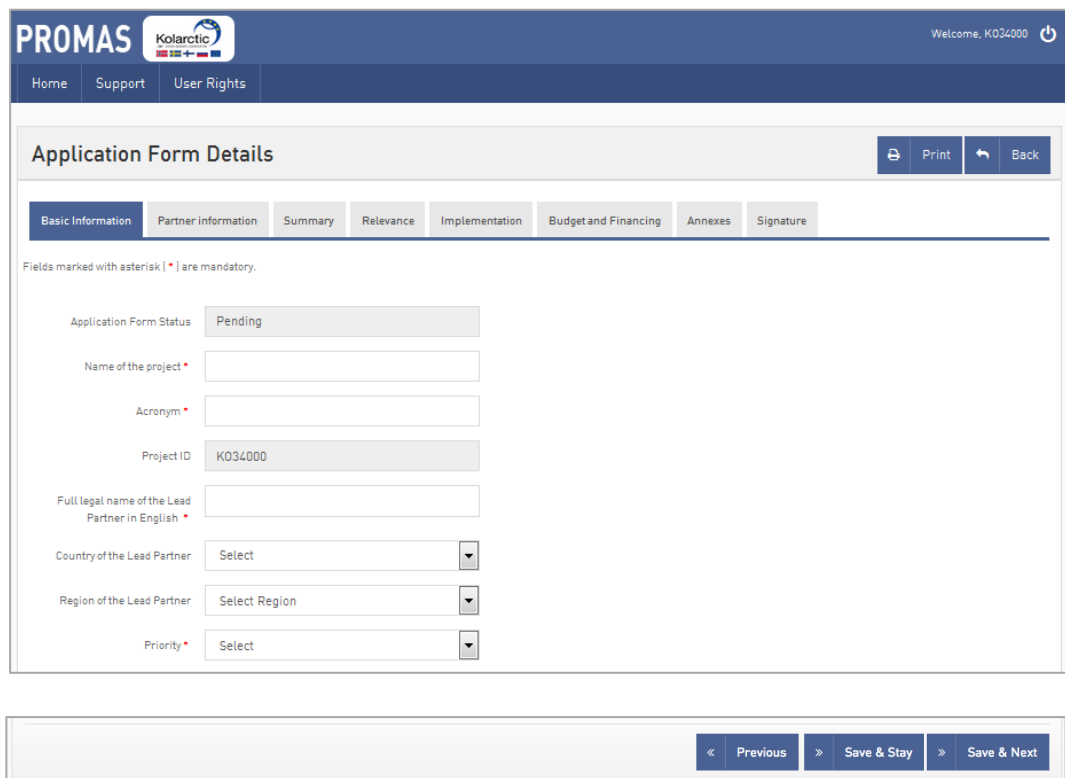 PROMAS
Kolarctic
Welcome, KO34000
Home Support User Rights
Application Form Details
Print Back
Basic Information Partner information Summary Relevance Implementation Budget and Financing Annexes Signature
Fields marked with asterisk [ * ] are mandatory.
Application Form Status Pending
Name of the project *
Acronym *
Project ID KO34000
Full legal name of the Lead
Partner in English *
Country of the Lead Partner Select
Region of the Lead Partner Select Region
Priority * Select
« Previous » Save & Stay » Save & Next